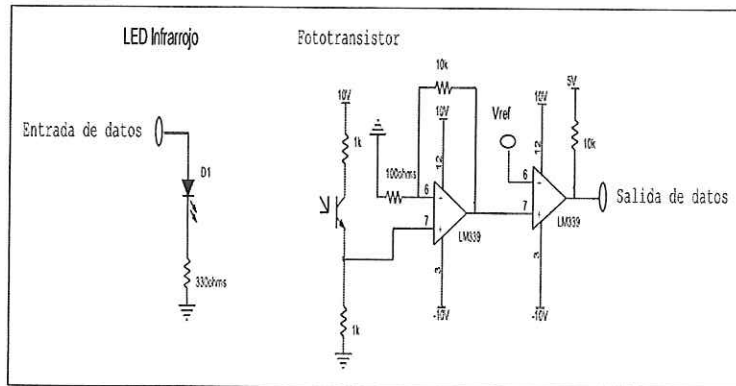 LED Infrarrojo
Fototransistor
Entrada de datos
D1
330ohms
10V
1k
1k
100ohms
10k
10V
12
6
7
LM339
3
-10V
Vref
10V
12
6
7
LM339
3
-10V
5V
10k
Salida de datos